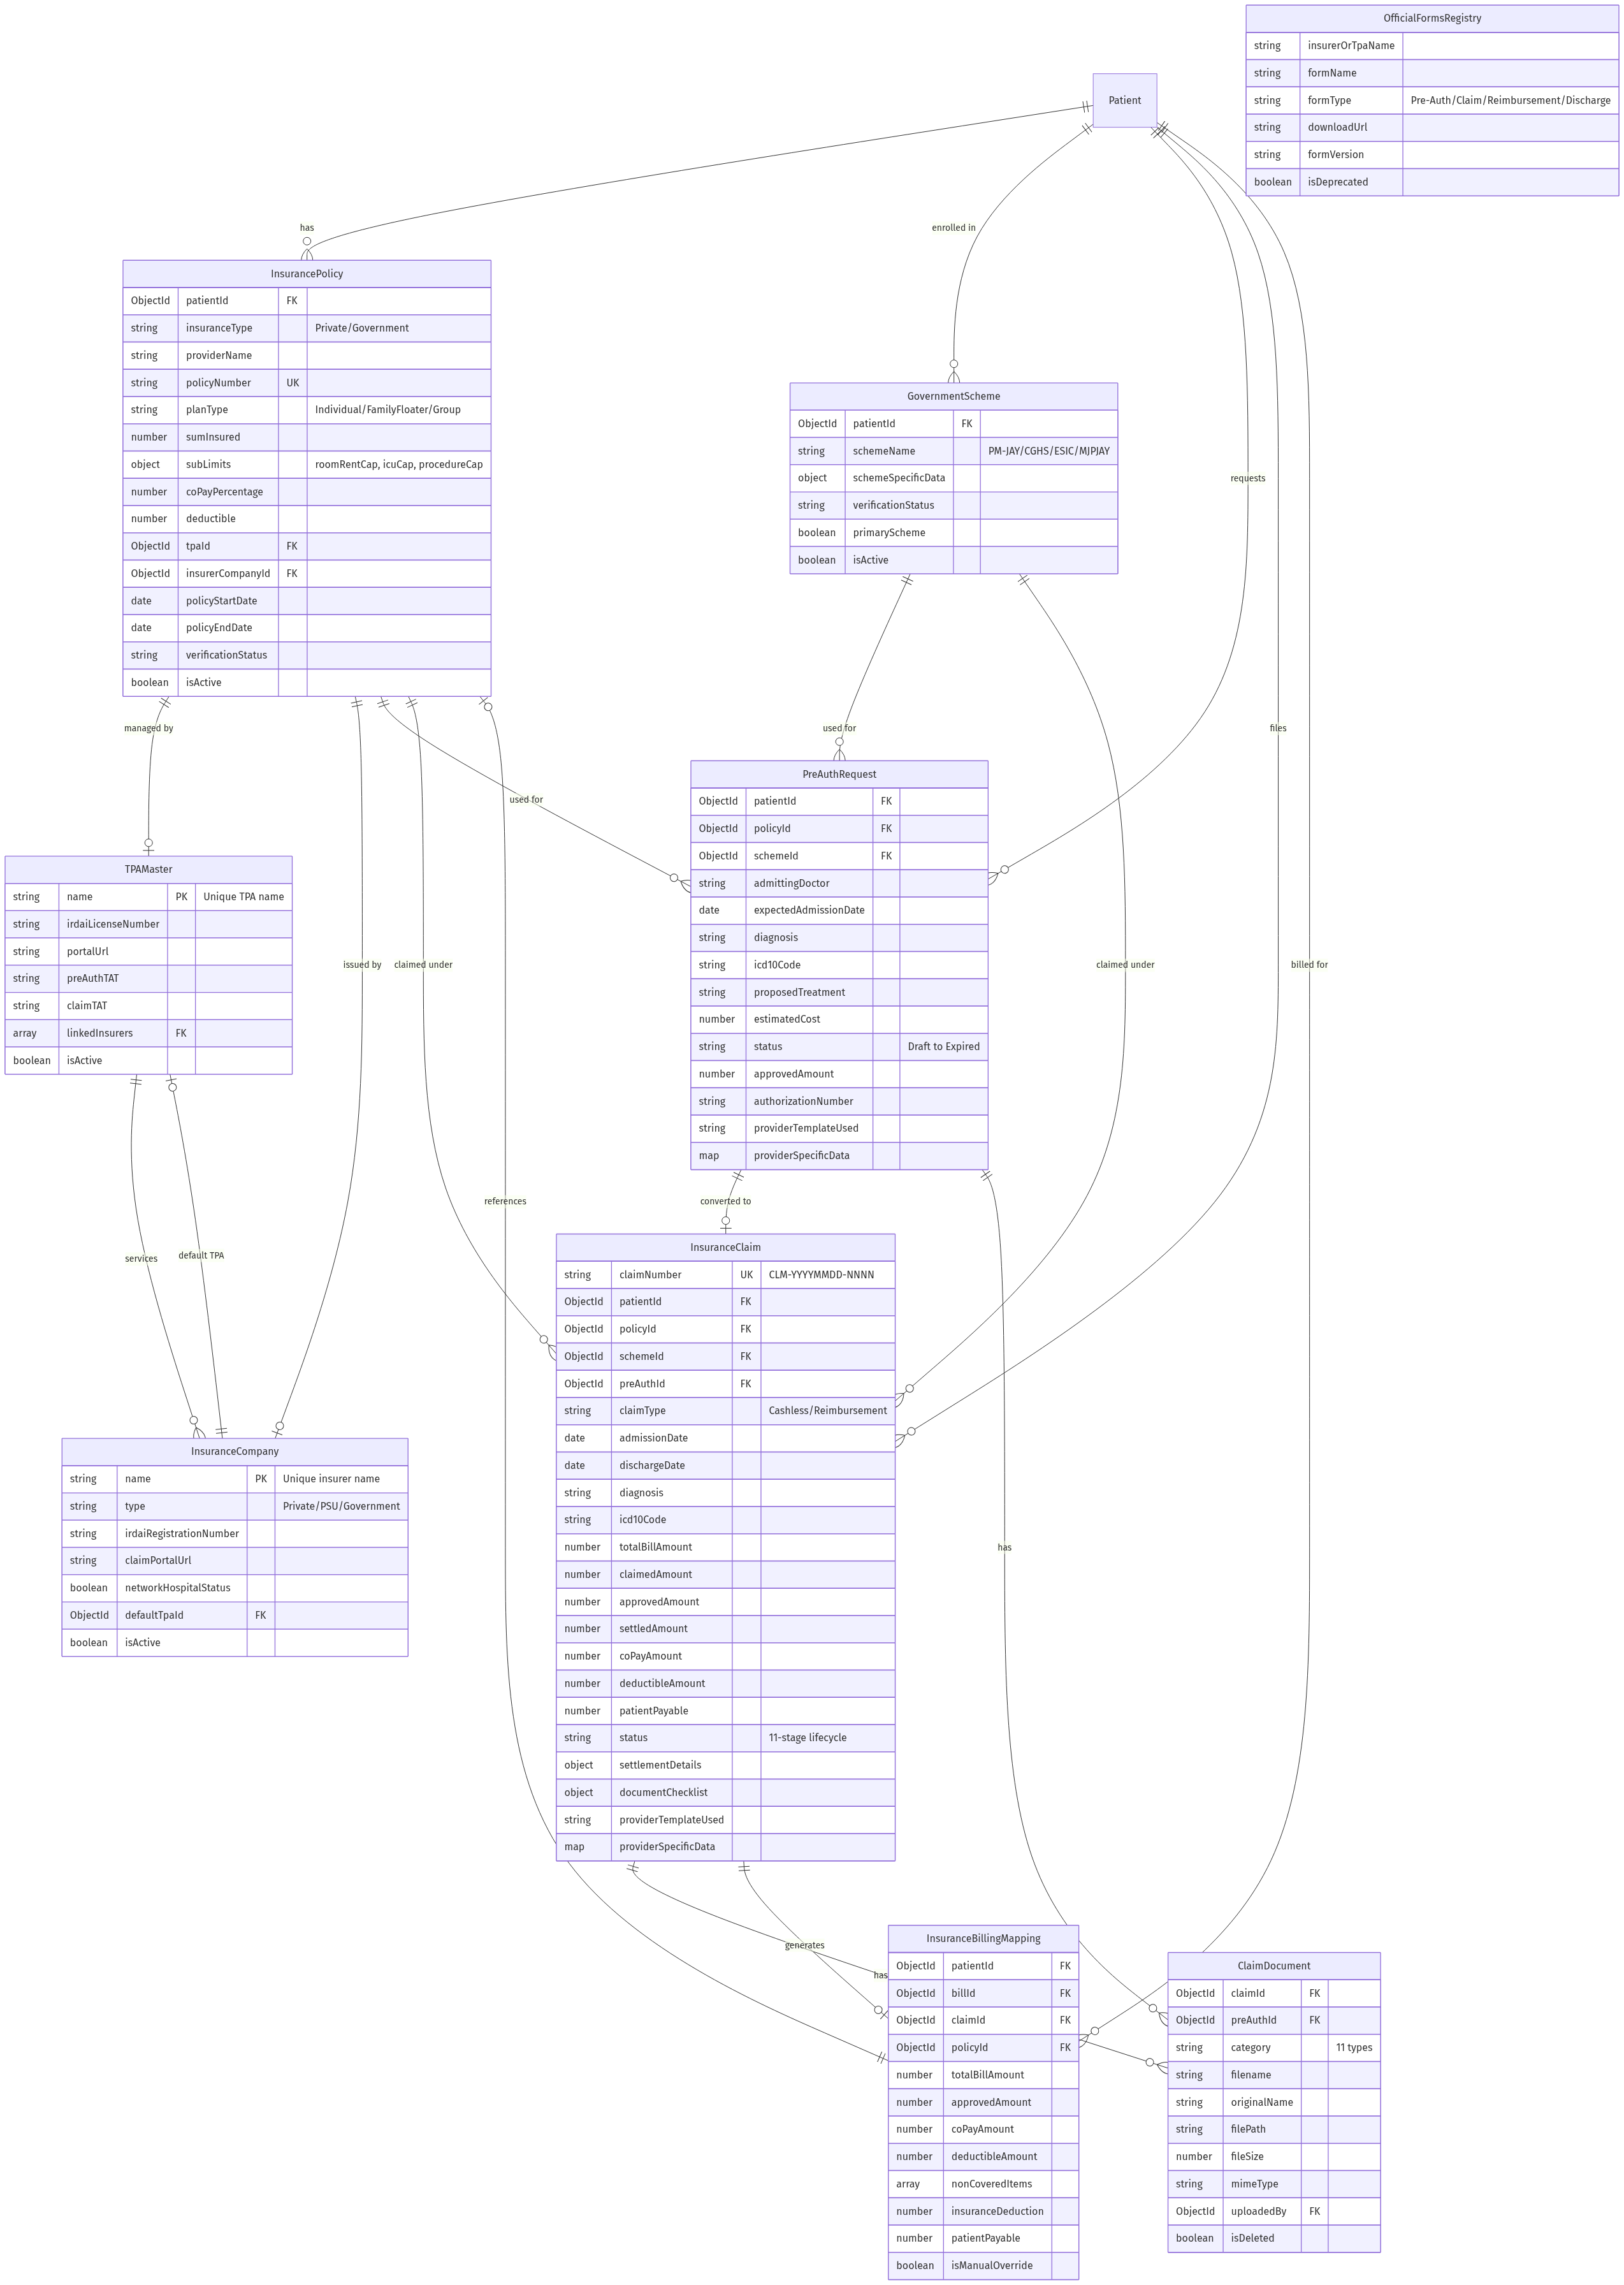 OfficialFormsRegistry
string insurerOrTpaName
string formName
string formType Pre-Auth/Claim/Reimbursement/Discharge
string downloadUrl
string formVersion
boolean isDeprecated
Patient
has
enrolled in
requests
files
billed for
InsurancePolicy
ObjectId patientId FK
string insuranceType Private/Government
string providerName
string policyNumber UK
string planType Individual/FamilyFloater/Group
number sumInsured
object subLimits roomRentCap, icuCap, procedureCap
number coPayPercentage
number deductible
ObjectId tpaId FK
ObjectId insurerCompanyId FK
date policyStartDate
date policyEndDate
string verificationStatus
boolean isActive
GovernmentScheme
ObjectId patientId FK
string schemeName PM-JAY/CGHS/ESIC/MJPJAY
object schemeSpecificData
string verificationStatus
boolean primaryScheme
boolean isActive
managed by
used for
used for
issued by
claimed under
claimed under
references
TPAMaster
string name PK Unique TPA name
string irdaiLicenseNumber
string portalUrl
string preAuthTAT
string claimTAT
array linkedInsurers FK
boolean isActive
PreAuthRequest
ObjectId patientId FK
ObjectId policyId FK
ObjectId schemeId FK
string admittingDoctor
date expectedAdmissionDate
string diagnosis
string icd10Code
string proposedTreatment
number estimatedCost
string status Draft to Expired
number approvedAmount
string authorizationNumber
string providerTemplateUsed
map providerSpecificData
services
default TPA
converted to
has
InsuranceClaim
string claimNumber UK CLM-YYYYMMDD-NNNN
ObjectId patientId FK
ObjectId policyId FK
ObjectId schemeId FK
ObjectId preAuthId FK
string claimType Cashless/Reimbursement
date admissionDate
date dischargeDate
string diagnosis
string icd10Code
number totalBillAmount
number claimedAmount
number approvedAmount
number settledAmount
number coPayAmount
number deductibleAmount
number patientPayable
string status 11-stage lifecycle
object settlementDetails
object documentChecklist
string providerTemplateUsed
map providerSpecificData
InsuranceCompany
string name PK Unique insurer name
string type Private/PSU/Government
string irdaiRegistrationNumber
string claimPortalUrl
boolean networkHospitalStatus
ObjectId defaultTpaId FK
boolean isActive
generates
has
InsuranceBillingMapping
ObjectId patientId FK
ObjectId billId FK
ObjectId claimId FK
ObjectId policyId FK
number totalBillAmount
number approvedAmount
number coPayAmount
number deductibleAmount
array nonCoveredItems
number insuranceDeduction
number patientPayable
boolean isManualOverride
ClaimDocument
ObjectId claimId FK
ObjectId preAuthId FK
string category 11 types
string filename
string originalName
string filePath
number fileSize
string mimeType
ObjectId uploadedBy FK
boolean isDeleted